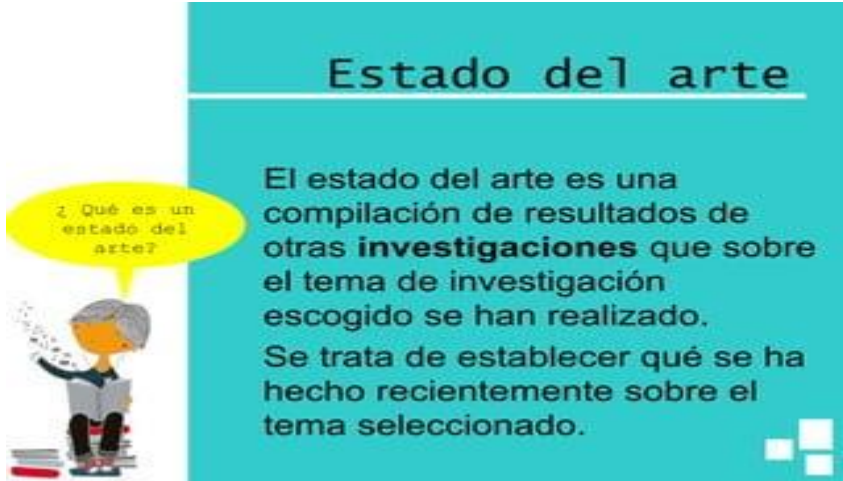 Estado del arte
¿ Qué es un
estado del
arte?
El estado del arte es una
compilación de resultados de
otras investigaciones que sobre
el tema de investigación
escogido se han realizado.
Se trata de establecer qué se ha
hecho recientemente sobre el
tema seleccionado.